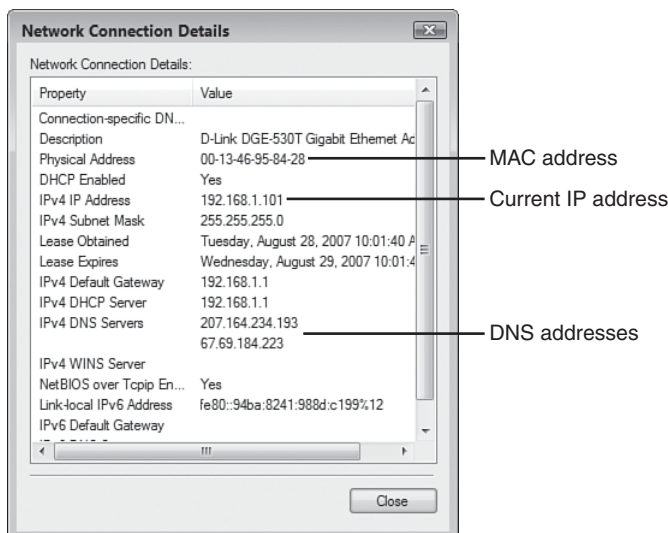 Network Connection Details
Network Connection Details:
Property Value
Connection-specific DN...
Description D-Link DGE-530T Gigabit Ethernet Ac
Physical Address 00-13-46-95-84-28 MAC address
DHCP Enabled Yes
IPv4 IP Address 192.168.1.101 Current IP address
IPv4 Subnet Mask 255.255.255.0
Lease Obtained Tuesday, August 28, 2007 10:01:40 A
Lease Expires Wednesday, August 29, 2007 10:01:4
IPv4 Default Gateway 192.168.1.1
IPv4 DHCP Server 192.168.1.1
IPv4 DNS Servers 207.164.234.193
DNS addresses
67.69.184.223
IPv4 WINS Server
NetBIOS over Tcpip En... Yes
Link-local IPv6 Address fe80::94ba:8241:988d:c199%12
IPv6 Default Gateway
Close